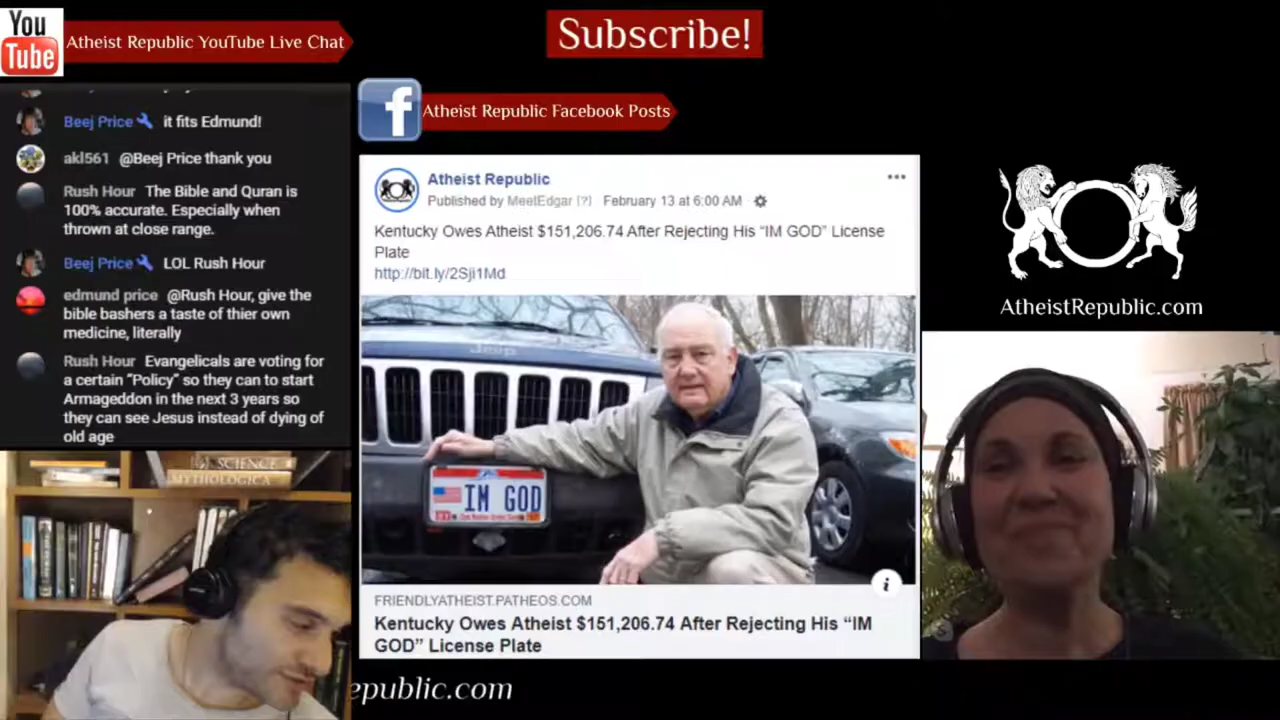 You
Tube
Atheist Republic YouTube Live Chat
Subscribe!
Beej Price it fits Edmund!
akl561 @Beej Price thank you
Rush Hour The Bible and Quran is
100% accurate. Especially when
thrown at close range.
Beej Price LOL Rush Hour
edmund price @Rush Hour, give the
bible bashers a taste of thier own
medicine, literally
Rush Hour Evangelicals are voting for
a certain “Policy” so they can to start
Armageddon in the next 3 years so
they can see Jesus instead of dying of
old age
f
Atheist Republic Facebook Posts
Atheist Republic
Published by MeetEdgar [?] February 13 at 6:00 AM
Kentucky Owes Atheist $151,206.74 After Rejecting His “IM GOD” License
Plate
http://bit.ly/2Sji1Md
Jeep
IM GOD
i
FRIENDLYATHEIST.PATHEOS.COM
Kentucky Owes Atheist $151,206.74 After Rejecting His “IM
GOD” License Plate
AtheistRepublic.com
SCIENCE
MYTHOLOGICA
epublic.com